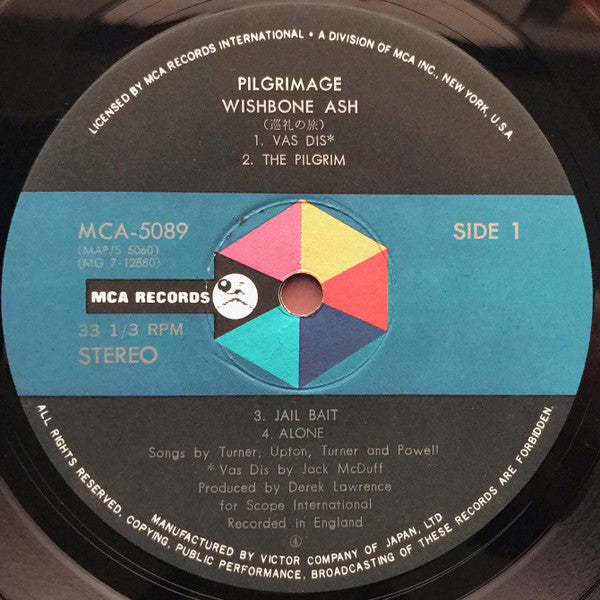 LICENSED BY MCA RECORDS INTERNATIONAL • A DIVISION OF MCA INC., NEW YORK, U.S.A.
PILGRIMAGE
WISHBONE ASH
(巡礼の旅)
1. VAS DIS*
2. THE PILGRIM
MCA-5089
(MAP/S 5060)
(MG 7-12880)
SIDE 1
MCA RECORDS
33 1/3 RPM
STEREO
3. JAIL BAIT
4. ALONE
Songs by Turner, Upton, Turner and Powell
* Vas Dis by Jack McDuff
Produced by Derek Lawrence
for Scope International
Recorded in England
④
MANUFACTURED BY VICTOR COMPANY OF JAPAN, LTD
ALL RIGHTS RESERVED. COPYING, PUBLIC PERFORMANCE, BROADCASTING OF THESE RECORDS ARE FORBIDDEN.